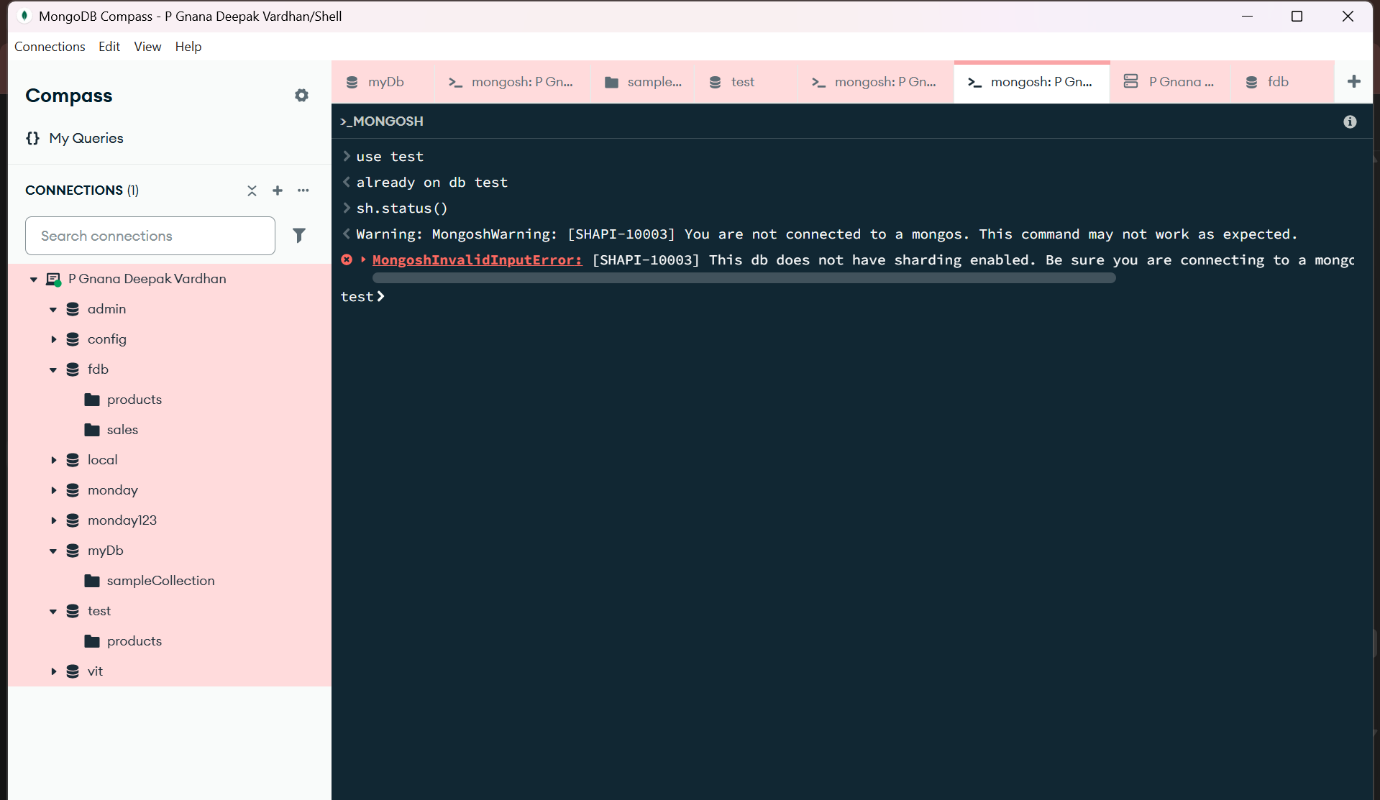 MongoDB Compass - P Gnana Deepak Vardhan/Shell
Connections Edit View Help
Compass
{} My Queries
CONNECTIONS (1)
Search connections
P Gnana Deepak Vardhan
admin
config
fdb
products
sales
local
monday
monday123
myDb
sampleCollection
test
products
vit
myDb
>_ mongosh: P Gn...
sample...
test
>_ mongosh: P Gn...
>_ mongosh: P Gn...
P Gnana ...
fdb
>_MONGOSH
> use test
< already on db test
> sh.status()
< Warning: MongoshWarning: [SHAPI-10003] You are not connected to a mongos. This command may not work as expected.
MongoshInvalidInputError: [SHAPI-10003] This db does not have sharding enabled. Be sure you are connecting to a mongo
test>